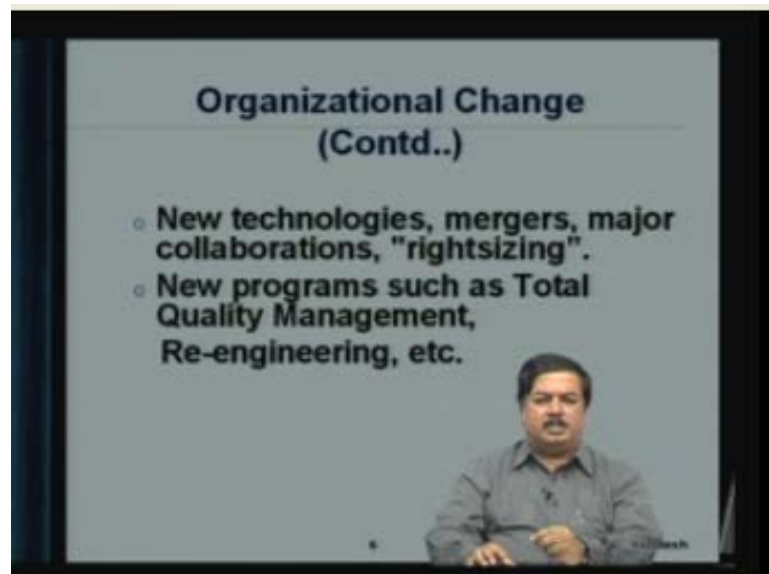 Organizational Change
(Contd..)
New technologies, mergers, major
collaborations, "rightsizing".
New programs such as Total
Quality Management,
Re-engineering, etc.
6